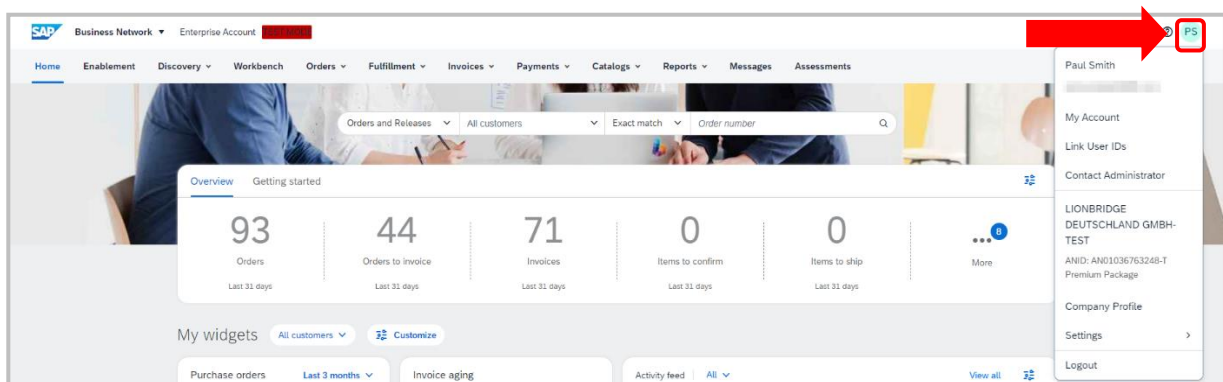 SAP Business Network Enterprise Account TEST MODE
PS
Home Enablement Discovery Workbench Orders Fulfillment Invoices Payments Catalogs Reports Messages Assessments
Orders and Releases All customers Exact match Order number
Overview Getting started
93 44 71 0 0 ... 8
Orders Orders to invoice Invoices Items to confirm Items to ship More
Last 31 days Last 31 days Last 31 days Last 31 days Last 31 days
My widgets All customers Customize
Purchase orders Last 3 months Invoice aging Activity feed All View all
Paul Smith
My Account
Link User IDs
Contact Administrator
LIONBRIDGE
DEUTSCHLAND GMBH-
TEST
ANID: AN01036763248-T
Premium Package
Company Profile
Settings
Logout